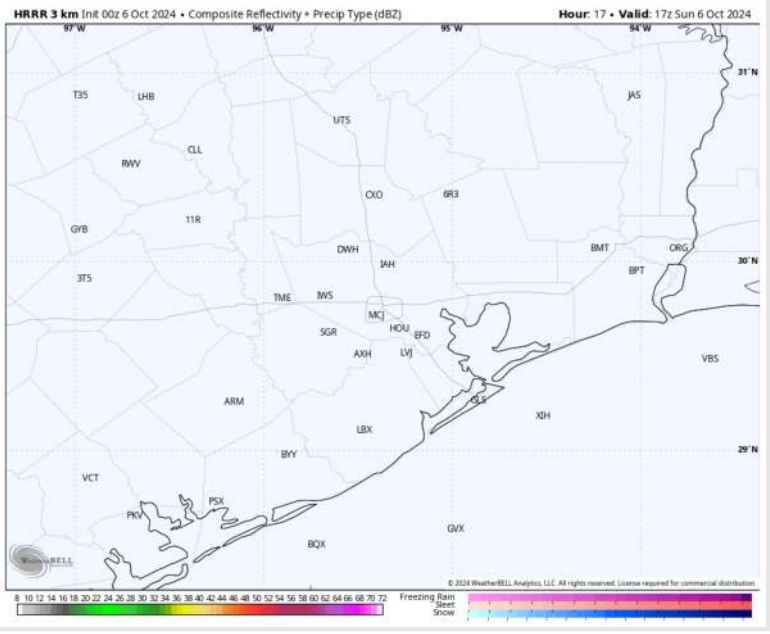 HRRR 3 km Init 00z 6 Oct 2024 • Composite Reflectivity + Precip Type (dBZ) Hour: 17 • Valid: 17z Sun 6 Oct 2024
97°W 96°W 95°W 94°W
31°N
T35 LHB JAS
UTS
CLL
RWV
CXO 6R3
11R
GYB
DWH BMT ORG
IAH 30°N
3T5 BPT
TME IWS
MCJ
SGR HOU EFD
AXH LVJ VBS
ARM GLS
XIH
LBX
BYY 29°N
VCT
PSX
PKV
GVX
BQX
WeatherBELL
© 2024 WeatherBELL Analytics, LLC. All rights reserved. License required for commercial distribution.
8 10 12 14 16 18 20 22 24 26 28 30 32 34 36 38 40 42 44 46 48 50 52 54 56 58 60 62 64 66 68 70 72
Freezing Rain
Sleet
Snow